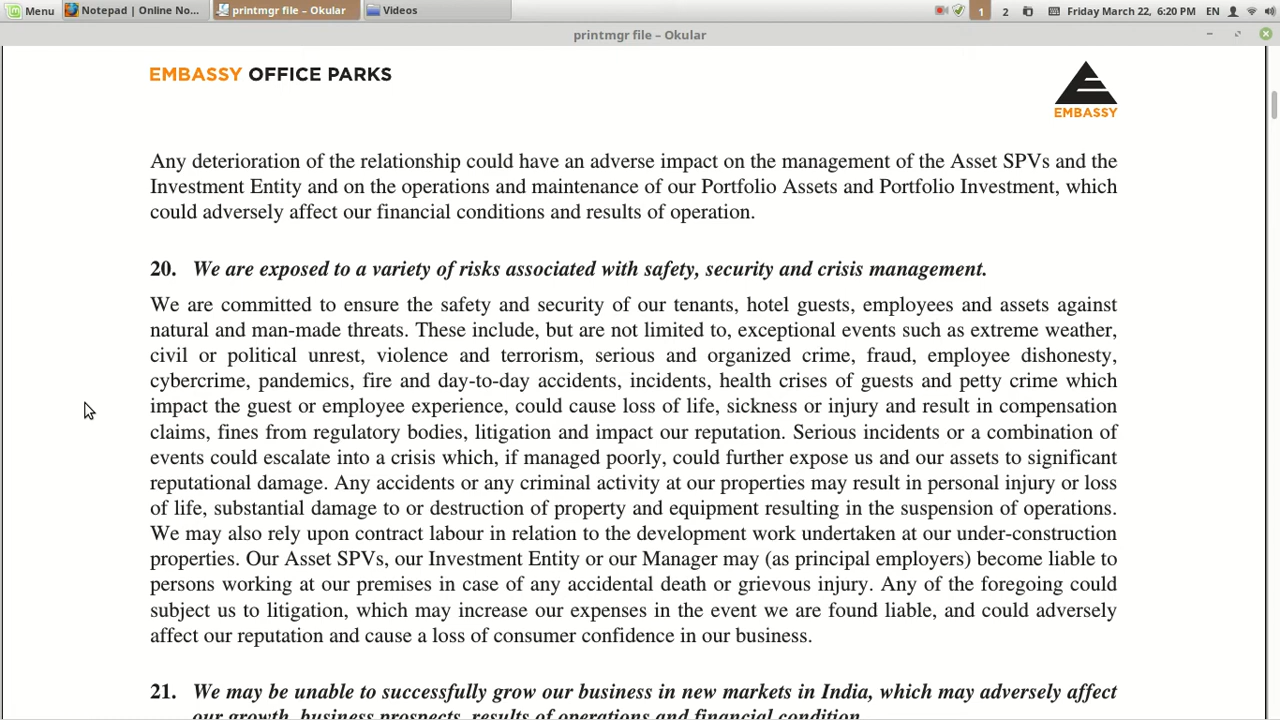 Menu
Notepad | Online No...
printmgr file – Okular
Videos
1
2
Friday March 22, 6:20 PM
EN
printmgr file – Okular
EMBASSY OFFICE PARKS
EMBASSY
Any deterioration of the relationship could have an adverse impact on the management of the Asset SPVs and the
Investment Entity and on the operations and maintenance of our Portfolio Assets and Portfolio Investment, which
could adversely affect our financial conditions and results of operation.
20. We are exposed to a variety of risks associated with safety, security and crisis management.
We are committed to ensure the safety and security of our tenants, hotel guests, employees and assets against
natural and man-made threats. These include, but are not limited to, exceptional events such as extreme weather,
civil or political unrest, violence and terrorism, serious and organized crime, fraud, employee dishonesty,
cybercrime, pandemics, fire and day-to-day accidents, incidents, health crises of guests and petty crime which
impact the guest or employee experience, could cause loss of life, sickness or injury and result in compensation
claims, fines from regulatory bodies, litigation and impact our reputation. Serious incidents or a combination of
events could escalate into a crisis which, if managed poorly, could further expose us and our assets to significant
reputational damage. Any accidents or any criminal activity at our properties may result in personal injury or loss
of life, substantial damage to or destruction of property and equipment resulting in the suspension of operations.
We may also rely upon contract labour in relation to the development work undertaken at our under-construction
properties. Our Asset SPVs, our Investment Entity or our Manager may (as principal employers) become liable to
persons working at our premises in case of any accidental death or grievous injury. Any of the foregoing could
subject us to litigation, which may increase our expenses in the event we are found liable, and could adversely
affect our reputation and cause a loss of consumer confidence in our business.
21. We may be unable to successfully grow our business in new markets in India, which may adversely affect
our growth, business prospects, results of operations and financial condition.